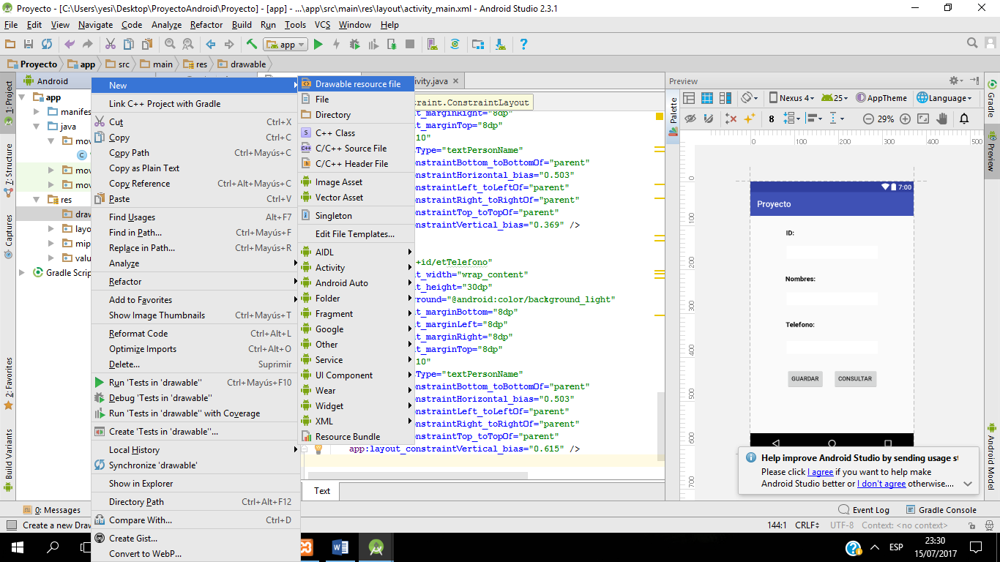 Proyecto - [C:\Users\yesi\Desktop\ProyectoAndroid\Proyecto] - [app] - ...\app\src\main\res\layout\activity_main.xml - Android Studio 2.3.1
File Edit View Navigate Code Analyze Refactor Build Run Tools VCS Window Help
app
Proyecto app src main res drawable
Android
ivity.java
Preview
1: Project
7: Structure
Captures
2: Favorites
Build Variants
app
manifes
java
mov
mov
mov
res
draw
layo
mip
valu
Gradle Scrip
New
Link C++ Project with Gradle
Cut Ctrl+X
Copy Ctrl+C
Copy Path Ctrl+Mayús+C
Copy as Plain Text
Copy Reference Ctrl+Alt+Mayús+C
Paste Ctrl+V
Find Usages Alt+F7
Find in Path... Ctrl+Mayús+F
Replace in Path... Ctrl+Mayús+R
Analyze
Refactor
Add to Favorites
Show Image Thumbnails Ctrl+Mayús+T
Reformat Code Ctrl+Alt+L
Optimize Imports Ctrl+Alt+O
Delete... Suprimir
Run 'Tests in 'drawable'' Ctrl+Mayús+F10
Debug 'Tests in 'drawable''
Run 'Tests in 'drawable'' with Coverage
Create 'Tests in 'drawable''...
Local History
Synchronize 'drawable'
Show in Explorer
Directory Path Ctrl+Alt+F12
Compare With... Ctrl+D
Create Gist...
Convert to WebP...
Drawable resource file
File
Directory
C++ Class
C/C++ Source File
C/C++ Header File
Image Asset
Vector Asset
Singleton
Edit File Templates...
AIDL
Activity
Android Auto
Folder
Fragment
Google
Other
Service
UI Component
Wear
Widget
XML
Resource Bundle
traint.ConstraintLayout
t_marginRight="8dp"
t_marginTop="8dp"
10"
Type="textPersonName"
onstraintBottom_toBottomOf="parent"
onstraintHorizontal_bias="0.503"
onstraintLeft_toLeftOf="parent"
onstraintRight_toRightOf="parent"
onstraintTop_toTopOf="parent"
onstraintVertical_bias="0.369" />
+id/etTelefono"
t_width="wrap_content"
t_height="30dp"
round="@android:color/background_light"
t_marginBottom="8dp"
t_marginLeft="8dp"
t_marginRight="8dp"
t_marginTop="8dp"
10"
Type="textPersonName"
onstraintBottom_toBottomOf="parent"
onstraintHorizontal_bias="0.503"
onstraintLeft_toLeftOf="parent"
onstraintRight_toRightOf="parent"
onstraintTop_toTopOf="parent"
app:layout_constraintVertical_bias="0.615" />
Text
Palette
Nexus 4 25 AppTheme Language
8 29%
0 100 200 300 400 500
0
100
200
300
400
500
600
700
7:00
Proyecto
ID:
Nombres:
Telefono:
GUARDAR CONSULTAR
Gradle
Preview
Android Model
Help improve Android Studio by sending usage st
Please click I agree if you want to help make
Android Studio better or I don't agree otherwise....
0: Messages
Event Log Gradle Console
Create a new Draw
144:1 CRLF UTF-8 Context: <no context>
ESP
23:30
15/07/2017